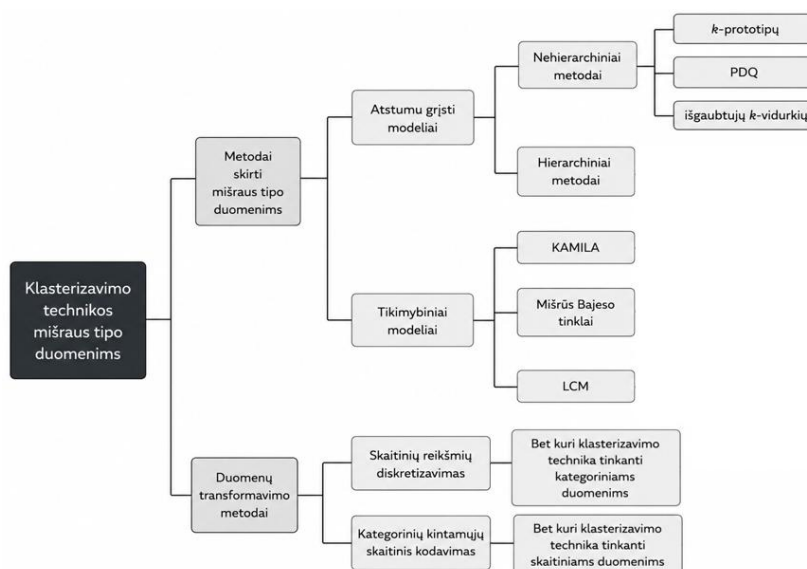 Klasterizavimo
technikos
mišraus tipo
duomenims
Metodai
skirti
mišraus tipo
duomenims
Atstumu grįsti
modeliai
Nehierarchiniai
metodai
k-prototipų
PDQ
išgaubtųjų k-vidurkių
Hierarchiniai
metodai
Tikimybiniai
modeliai
KAMILA
Mišrūs Bajeso
tinklai
LCM
Duomenų
transformavimo
metodai
Skaitinių reikšmių
diskretizavimas
Bet kuri klasterizavimo
technika tinkanti
kategoriniams
duomenims
Kategorinių kintamųjų
skaitinis kodavimas
Bet kuri klasterizavimo
technika tinkanti
skaitiniams duomenims